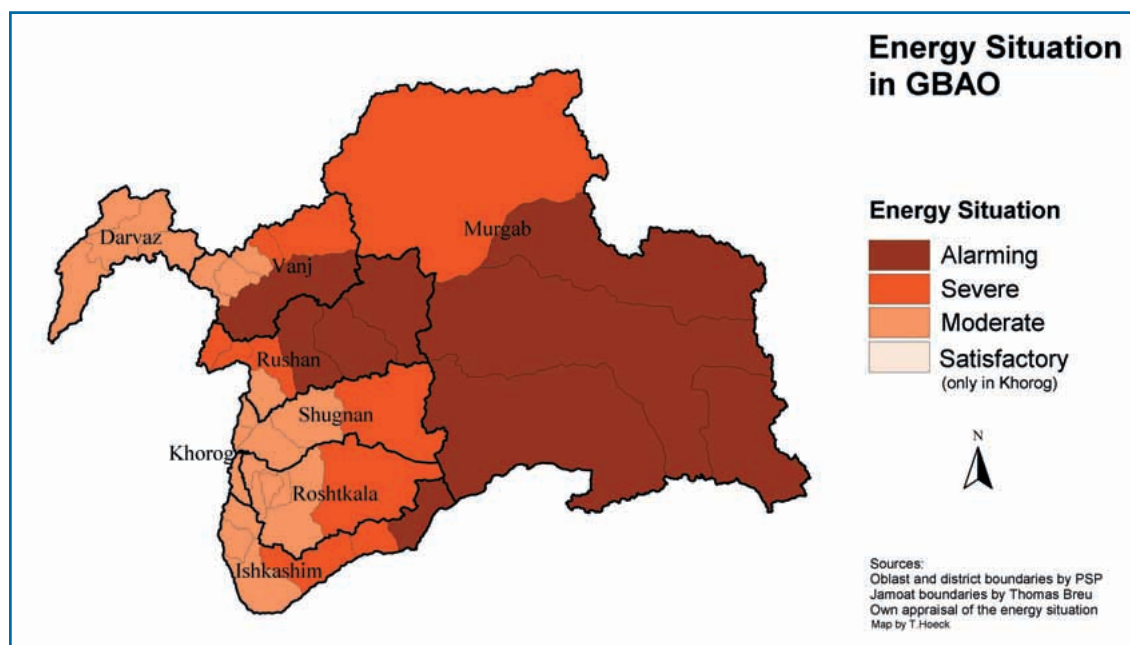 Energy Situation
in GBAO
Energy Situation
Alarming
Severe
Moderate
Satisfactory
(only in Khorog)
N
Sources:
Oblast and district boundaries by PSP
Jamoat boundaries by Thomas Breu
Own appraisal of the energy situation
Map by T.Hoeck
Murgab
Darvaz
Vanj
Rushan
Shugnan
Khorog
Roshtkala
Ishkashim